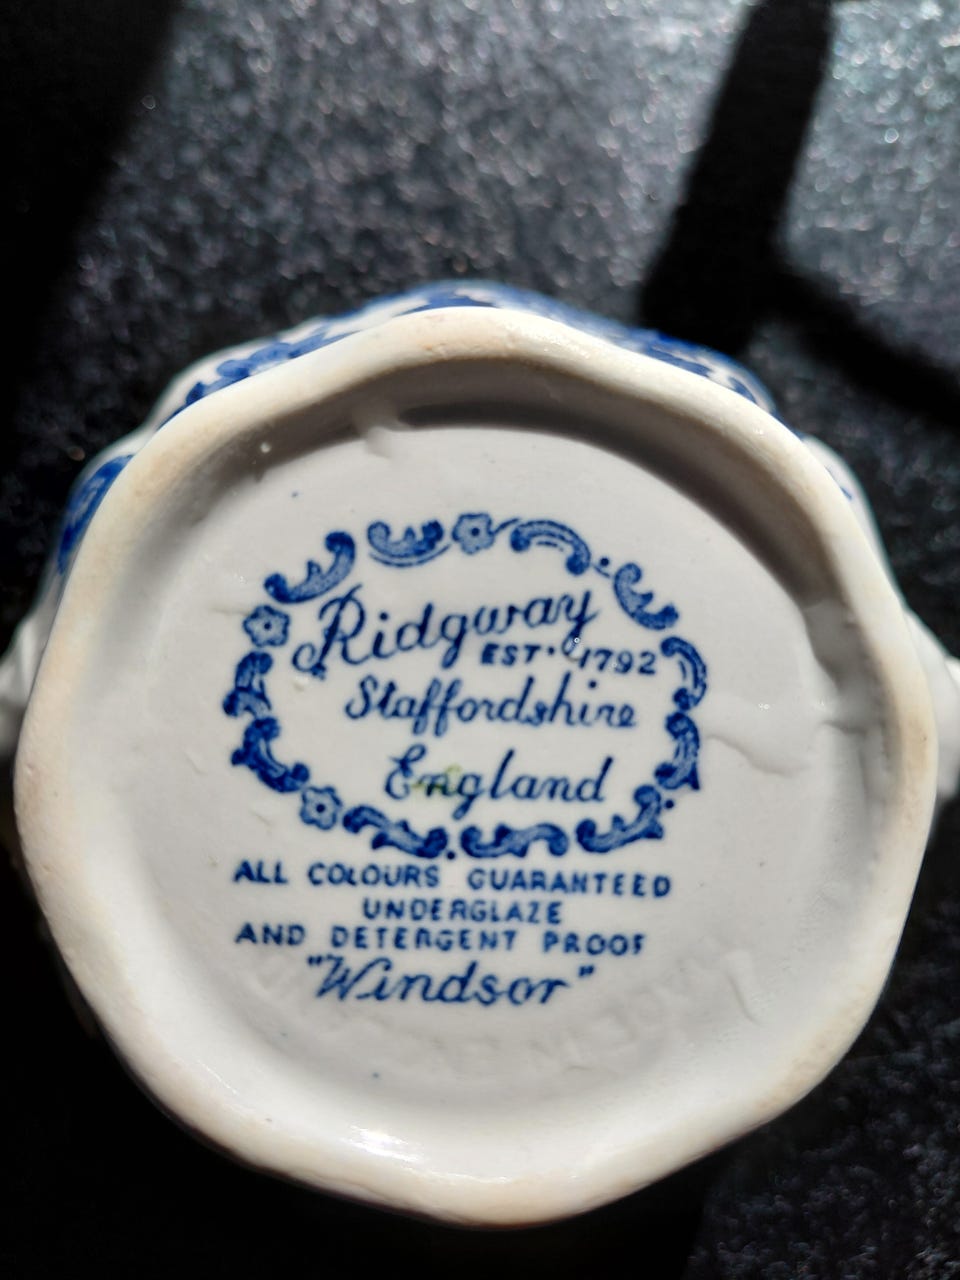 Ridgway
EST. 1792
Staffordshire
England
ALL COLOURS GUARANTEED
UNDERGLAZE
AND DETERGENT PROOF
"Windsor"